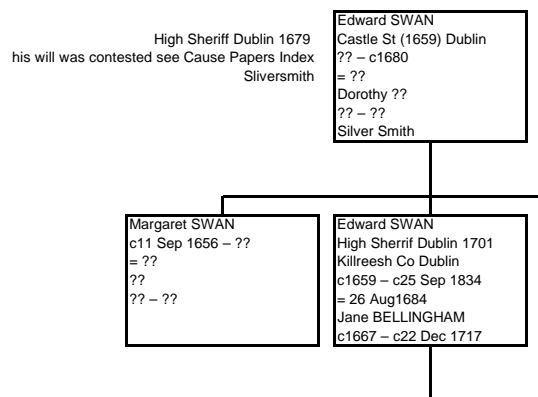 High Sheriff Dublin 1679
his will was contested see Cause Papers Index
Sliversmith
Edward SWAN
Castle St (1659) Dublin
?? – c1680
= ??
Dorothy ??
?? – ??
Silver Smith
Margaret SWAN
c11 Sep 1656 – ??
= ??
??
?? – ??
Edward SWAN
High Sherrif Dublin 1701
Killreesh Co Dublin
c1659 – c25 Sep 1834
= 26 Aug1684
Jane BELLINGHAM
c1667 – c22 Dec 1717